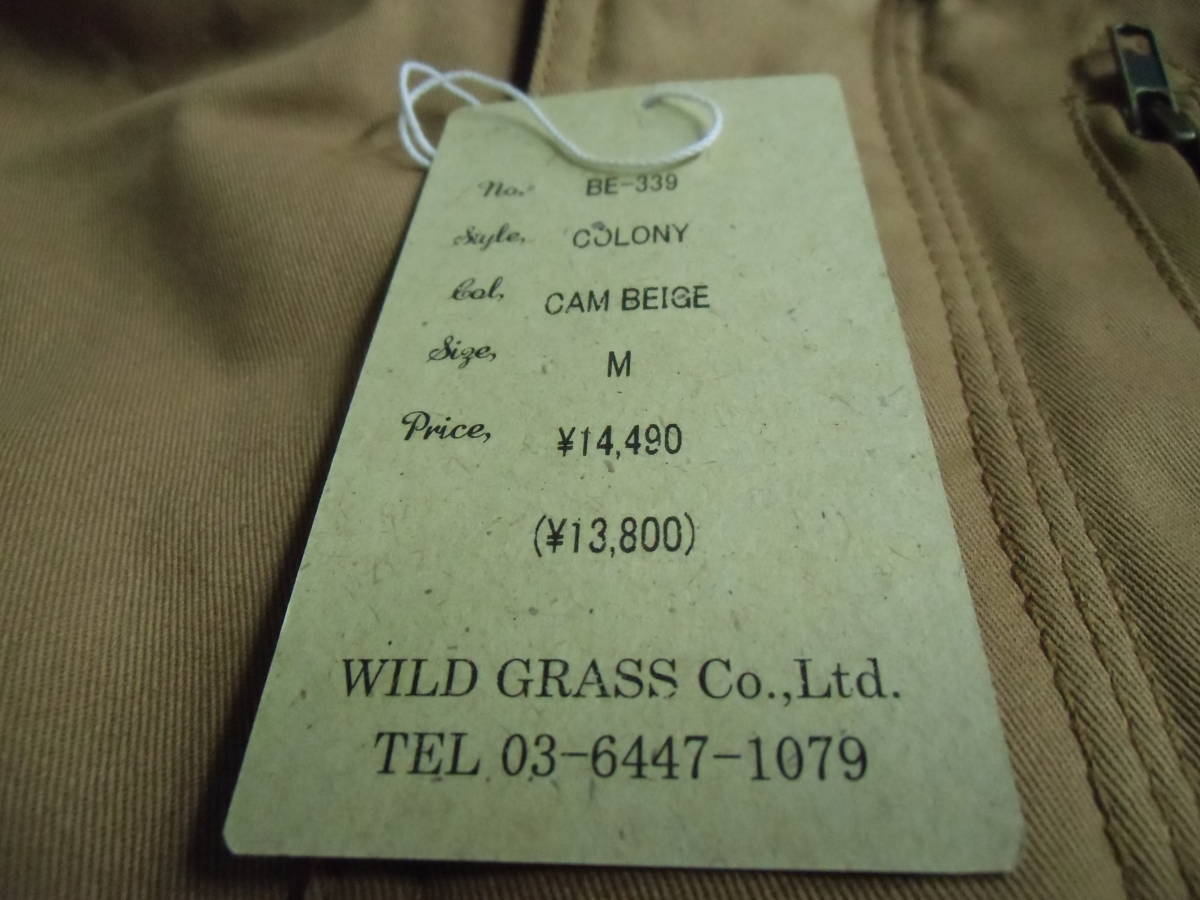 No. BE-339
Style, COLONY
Col, CAM BEIGE
Size, M
Price, ¥14,490
(¥13,800)
WILD GRASS Co.,Ltd.
TEL 03-6447-1079